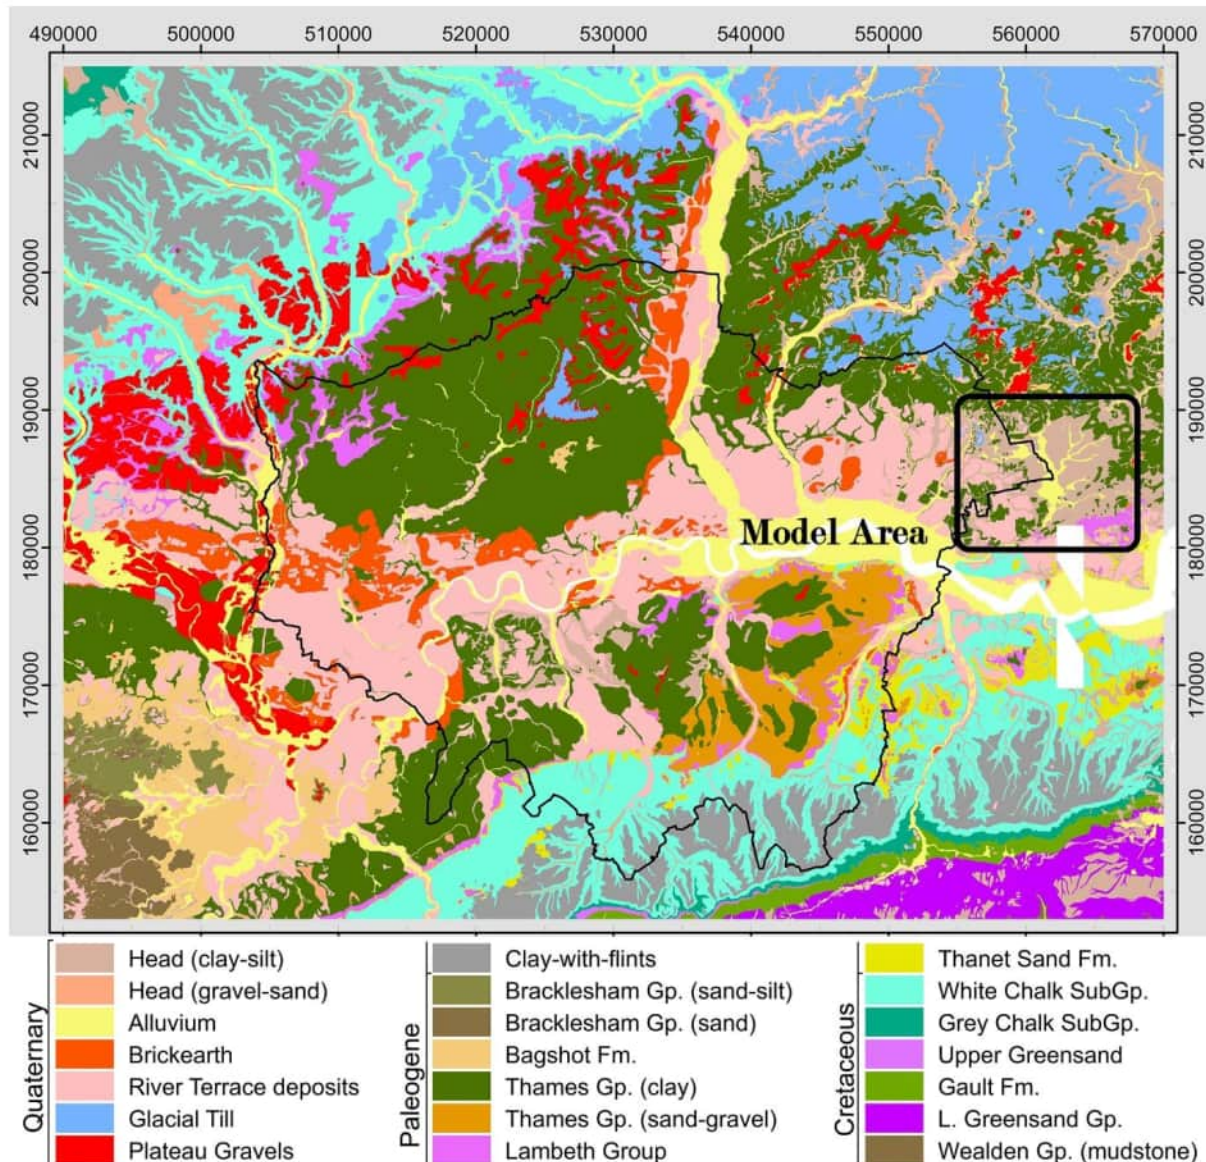 490000 500000 510000 520000 530000 540000 550000 560000 570000
210000 210000
200000 200000
190000 190000
Model Area
180000 180000
170000 170000
160000 160000
Quaternary
Head (clay-silt)
Head (gravel-sand)
Alluvium
Brickearth
River Terrace deposits
Glacial Till
Plateau Gravels
Paleogene
Clay-with-flints
Bracklesham Gp. (sand-silt)
Bracklesham Gp. (sand)
Bagshot Fm.
Thames Gp. (clay)
Thames Gp. (sand-gravel)
Lambeth Group
Cretaceous
Thanet Sand Fm.
White Chalk SubGp.
Grey Chalk SubGp.
Upper Greensand
Gault Fm.
L. Greensand Gp.
Wealden Gp. (mudstone)